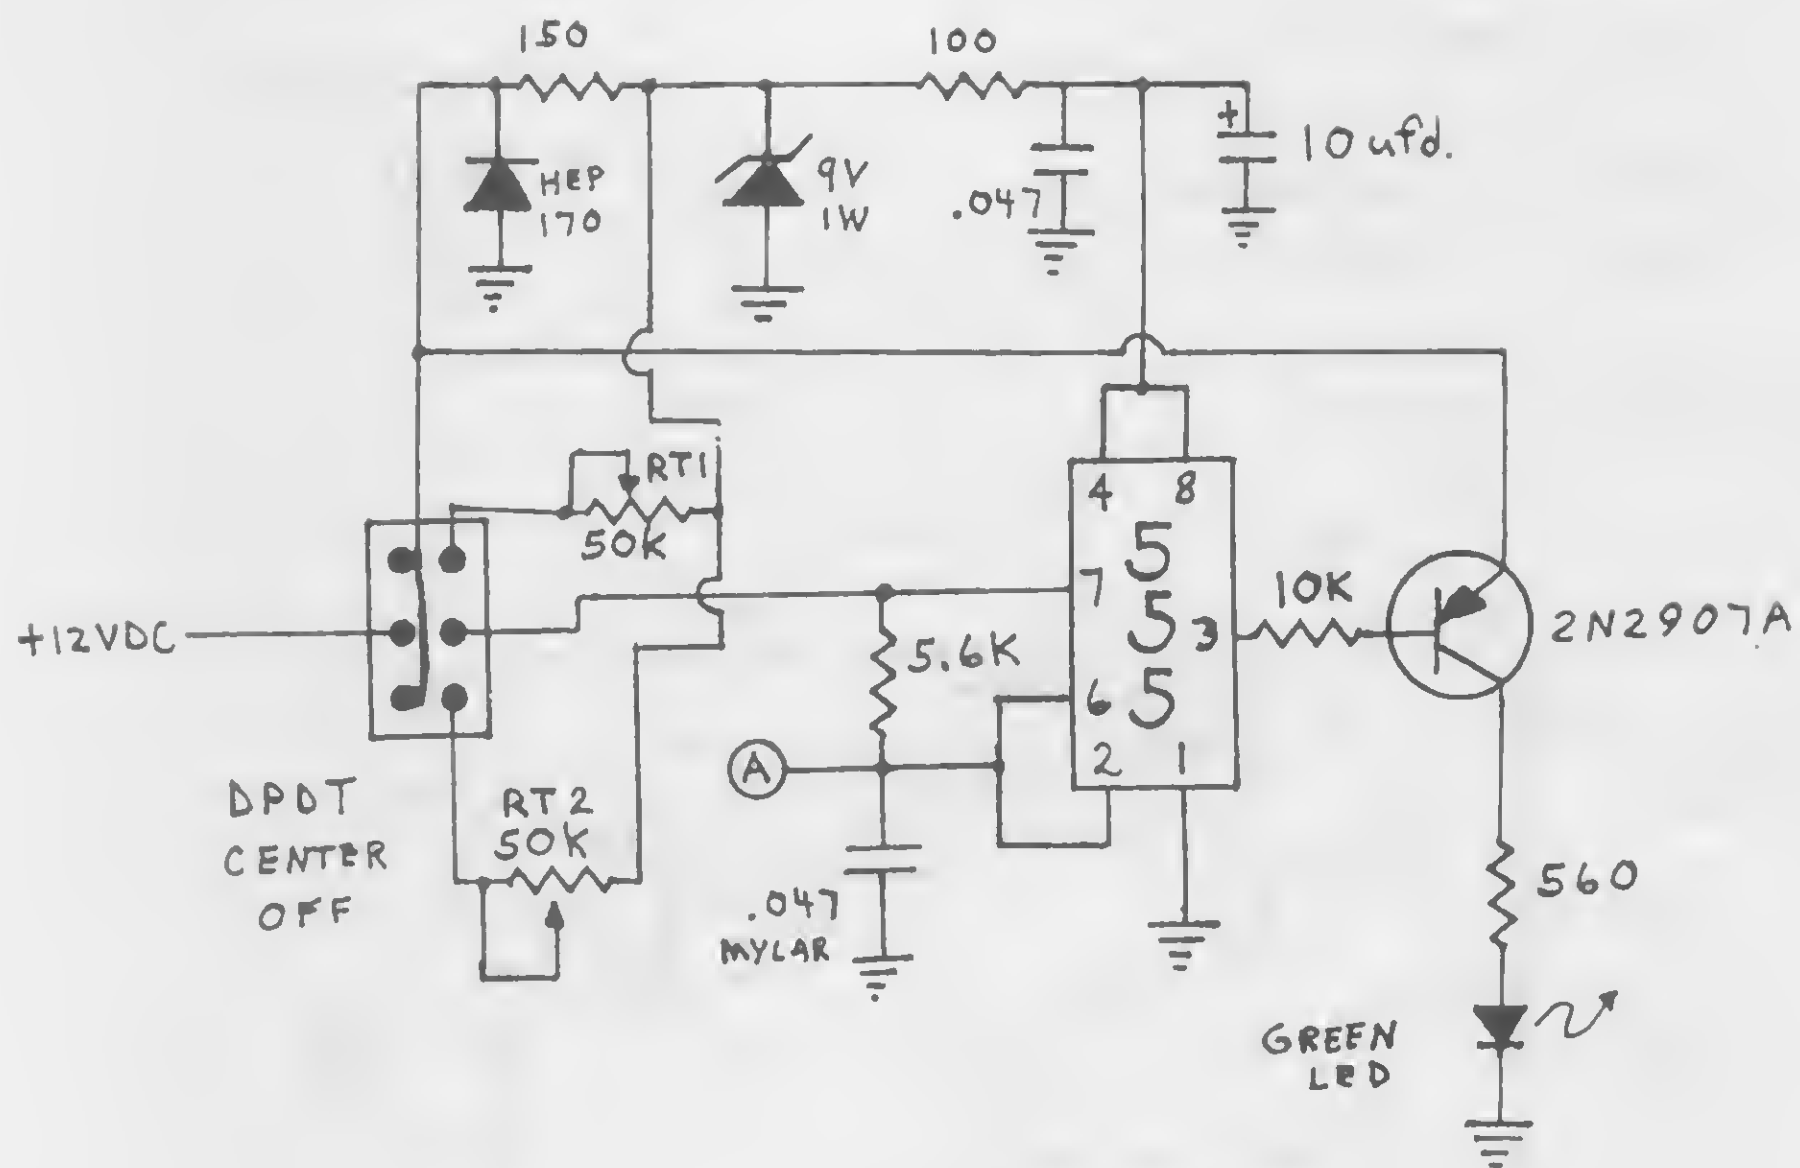 150
100
+
10 ufd.
HEP
170
9V
1W
.047
RT1
50K
4
8
5
5
5
7
3
6
2
1
10K
2N2907A
+12VDC
5.6K
A
DPDT
CENTER
OFF
RT2
50K
.047
MYLAR
560
GREEN
LED